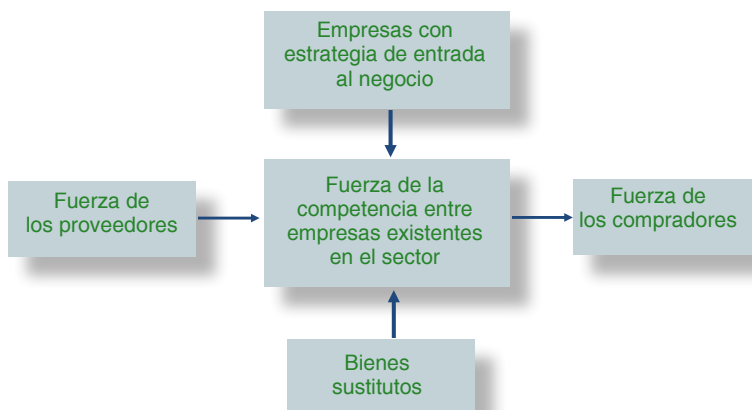 Empresas con
estrategia de entrada
al negocio
Fuerza de
los proveedores
Fuerza de la
competencia entre
empresas existentes
en el sector
Fuerza de
los compradores
Bienes
sustitutos